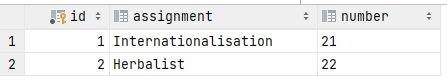 id assignment number
1 1 Internationalisation 21
2 2 Herbalist 22